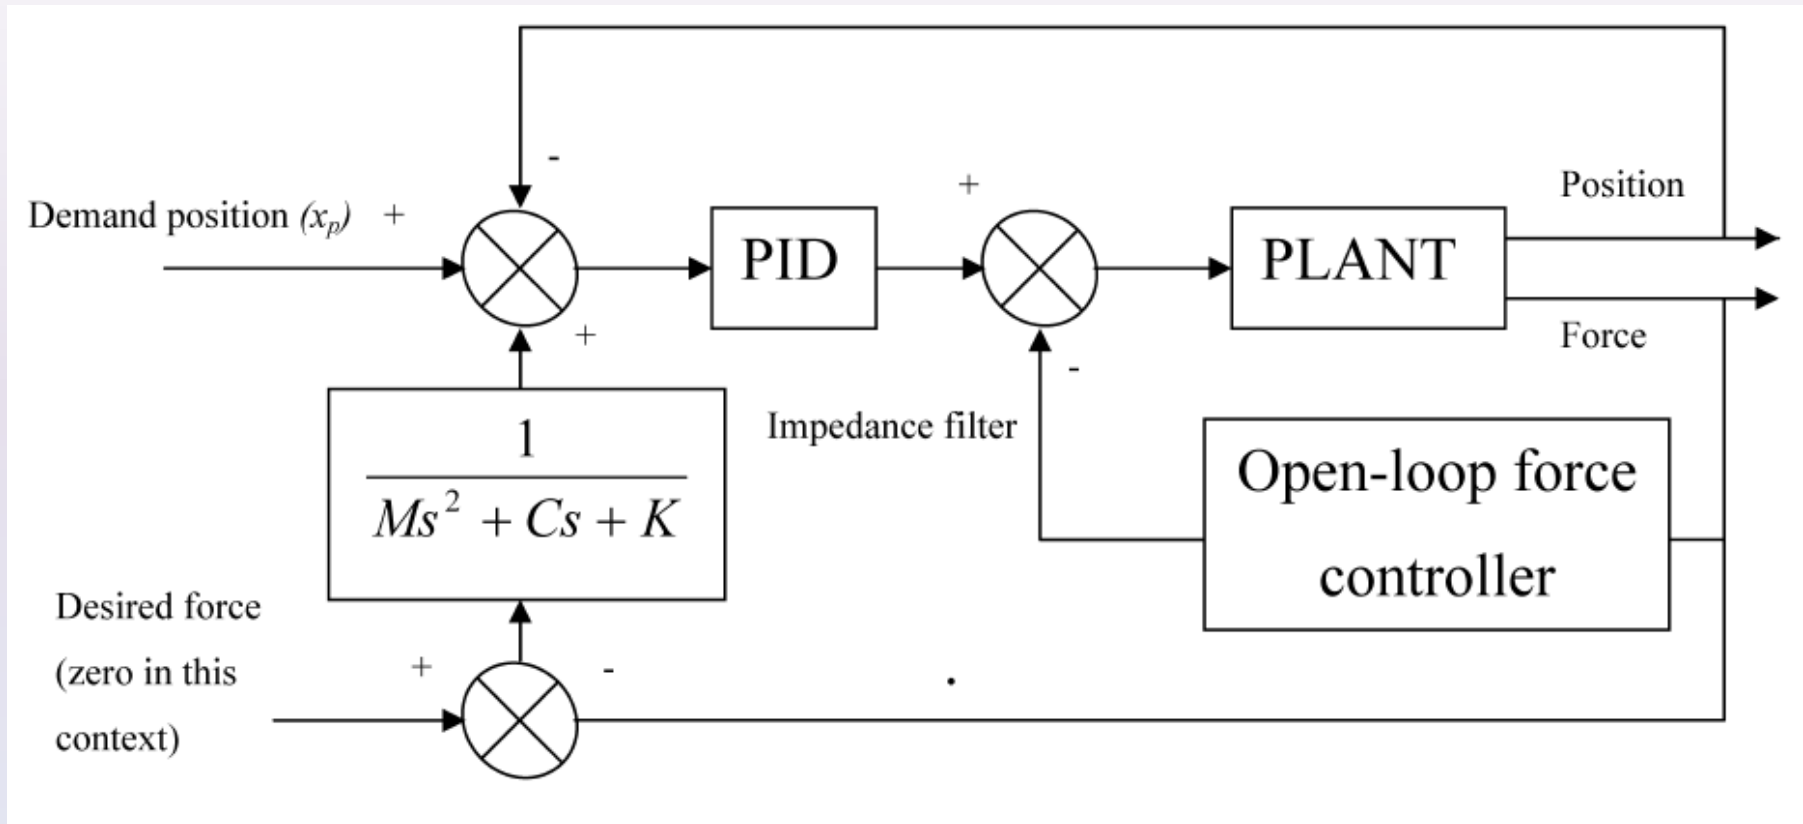 -
Demand position (xₚ) +
+
Position
PID
PLANT
+
Force
-
1
Ms² + Cs + K
Impedance filter
Open-loop force
controller
Desired force
(zero in this
context)
+
-
.